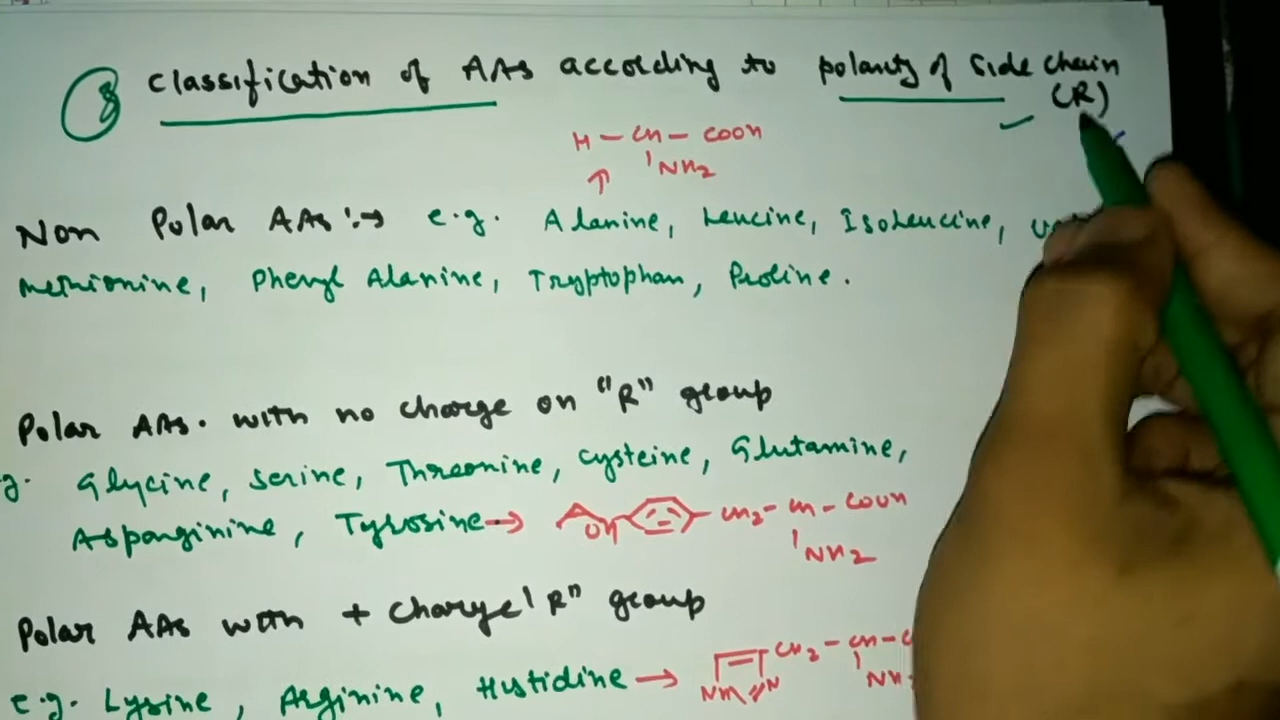 8 Classification of AAs according to polarity of Side chain
(R)
H — CH — COOH
NH2
Non Polar AAs :→ e.g. Alanine, Leucine, Isoleucine,
Methionine, Phenyl Alanine, Tryptophan, Proline.
Polar AAs. with no charge on "R" group
g. Glycine, Serine, Threonine, cysteine, Glutamine,
Asparginine, Tyrosine → OH CH2 - CH - COOH
NH2
Polar AAs with + charge 'R" group
CH2 - CH -
e.g. Lysine, Arginine, Histidine → NH N NH